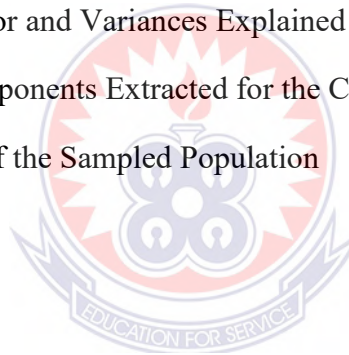 or and Variances Explained
ponents Extracted for the C
f the Sampled Population
EDUCATION FOR SERVICE